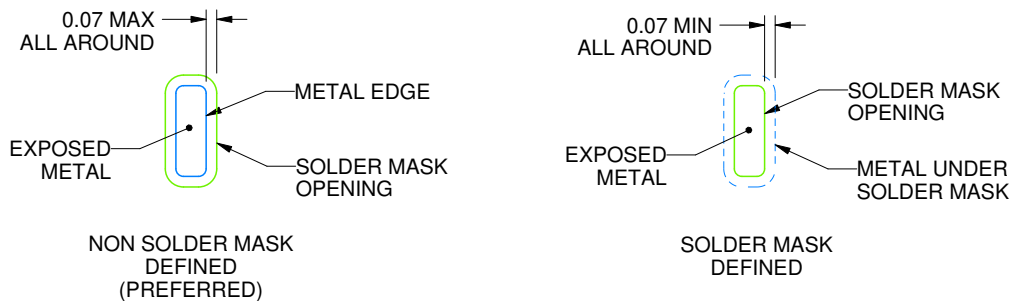 0.07 MAX
ALL AROUND
METAL EDGE
EXPOSED
METAL
SOLDER MASK
OPENING
NON SOLDER MASK
DEFINED
(PREFERRED)
0.07 MIN
ALL AROUND
SOLDER MASK
OPENING
EXPOSED
METAL
METAL UNDER
SOLDER MASK
SOLDER MASK
DEFINED